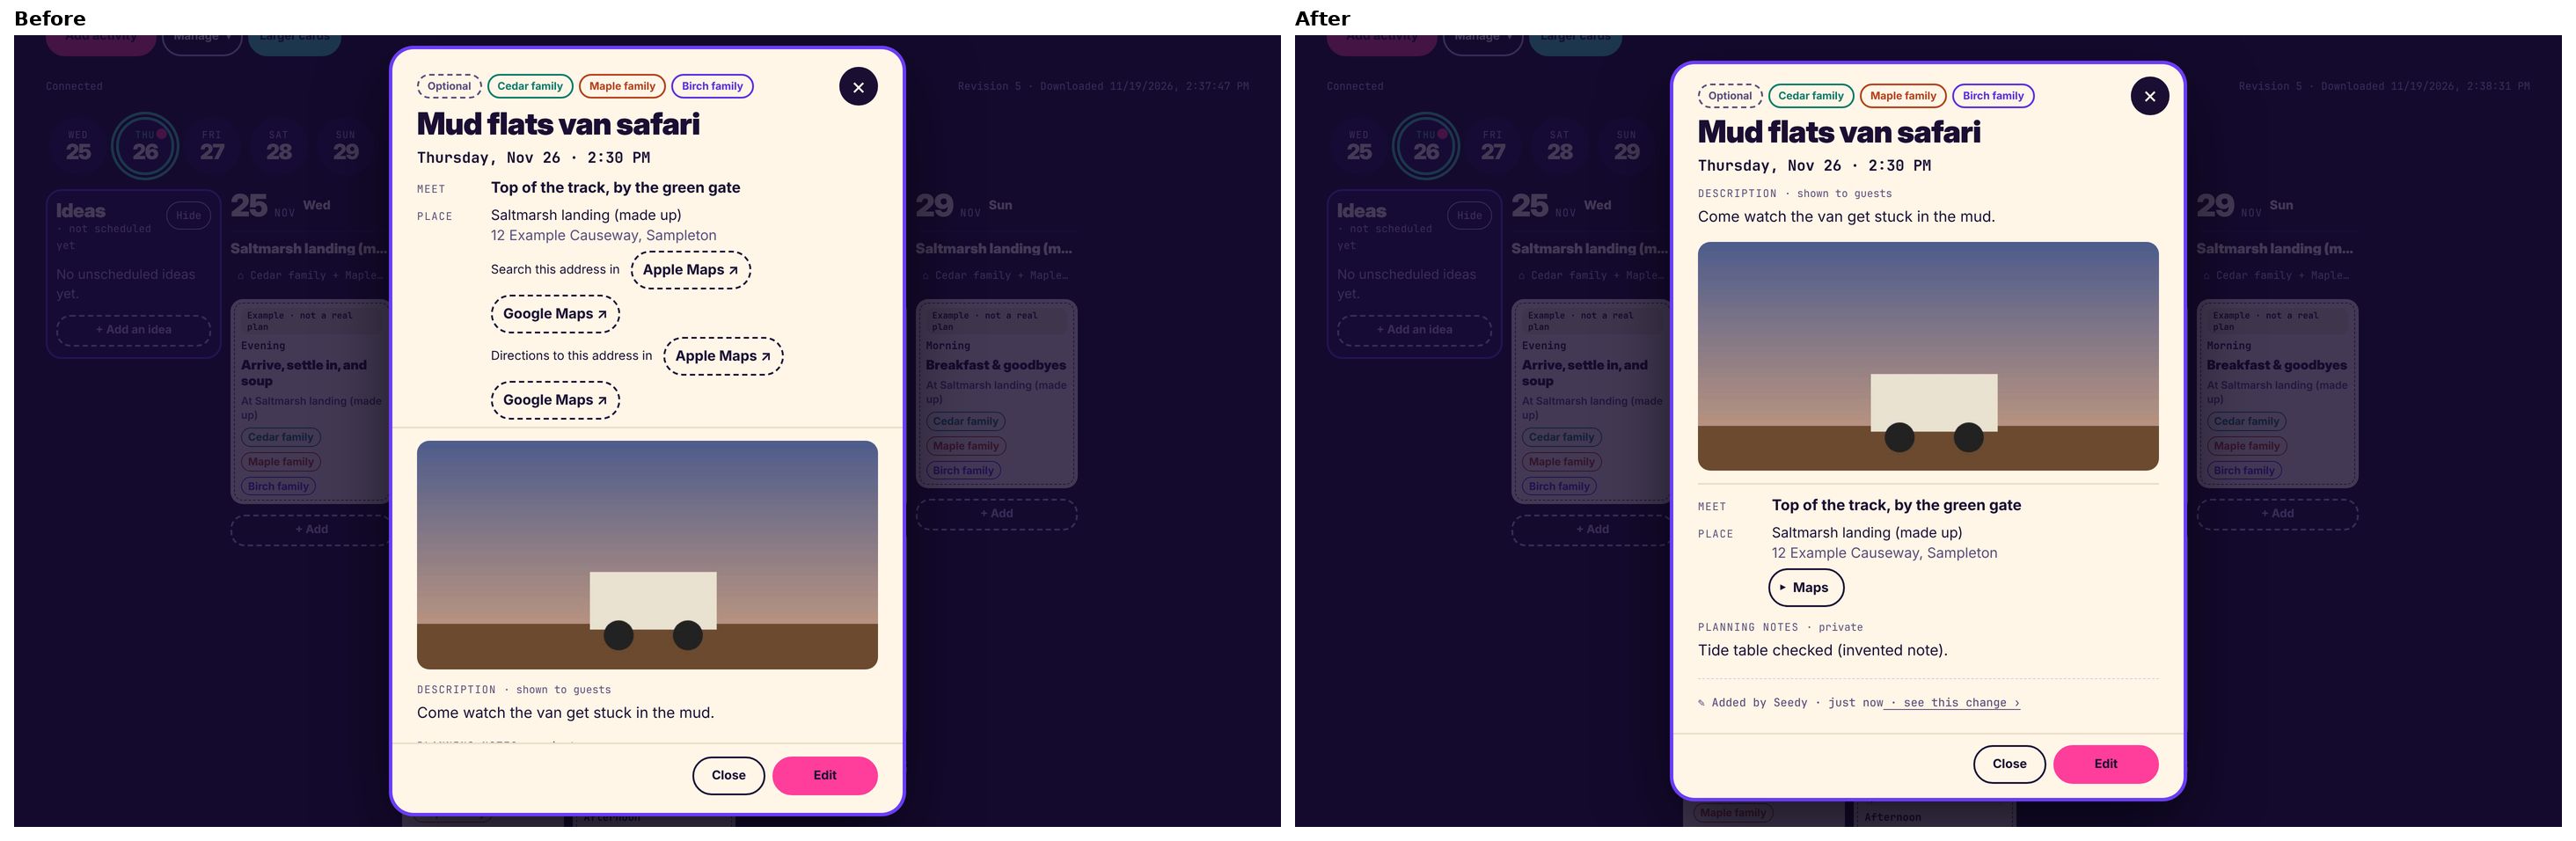 Before
Add activity
Manage ▾
Larger cards
Connected
Revision 5 · Downloaded 11/19/2026, 2:37:47 PM
WED
25
THU
26
FRI
27
SAT
28
SUN
29
Ideas
· not scheduled
yet
Hide
No unscheduled ideas
yet.
+ Add an idea
25 NOV Wed
Saltmarsh landing (m…
⌂ Cedar family + Maple…
Example · not a real
plan
Evening
Arrive, settle in, and
soup
At Saltmarsh landing (made
up)
Cedar family
Maple family
Birch family
+ Add
Optional
Cedar family
Maple family
Birch family
✕
Mud flats van safari
Thursday, Nov 26 · 2:30 PM
MEET
Top of the track, by the green gate
PLACE
Saltmarsh landing (made up)
12 Example Causeway, Sampleton
Search this address in Apple Maps ↗
Google Maps ↗
Directions to this address in Apple Maps ↗
Google Maps ↗
DESCRIPTION · shown to guests
Come watch the van get stuck in the mud.
Close
Edit
29 NOV Sun
Saltmarsh landing (m…
⌂ Cedar family + Maple…
Example · not a real
plan
Morning
Breakfast & goodbyes
At Saltmarsh landing (made
up)
Cedar family
Maple family
Birch family
+ Add
Afternoon
After
Add activity
Manage ▾
Larger cards
Connected
Revision 5 · Downloaded 11/19/2026, 2:38:31 PM
WED
25
THU
26
FRI
27
SAT
28
SUN
29
Ideas
· not scheduled
yet
Hide
No unscheduled ideas
yet.
+ Add an idea
25 NOV Wed
Saltmarsh landing (m…
⌂ Cedar family + Maple…
Example · not a real
plan
Evening
Arrive, settle in, and
soup
At Saltmarsh landing (made
up)
Cedar family
Maple family
Birch family
+ Add
Optional
Cedar family
Maple family
Birch family
✕
Mud flats van safari
Thursday, Nov 26 · 2:30 PM
DESCRIPTION · shown to guests
Come watch the van get stuck in the mud.
MEET
Top of the track, by the green gate
PLACE
Saltmarsh landing (made up)
12 Example Causeway, Sampleton
▸ Maps
PLANNING NOTES · private
Tide table checked (invented note).
✎ Added by Seedy · just now · see this change ›
Close
Edit
29 NOV Sun
Saltmarsh landing (m…
⌂ Cedar family + Maple…
Example · not a real
plan
Morning
Breakfast & goodbyes
At Saltmarsh landing (made
up)
Cedar family
Maple family
Birch family
+ Add
Maple family
Afternoon